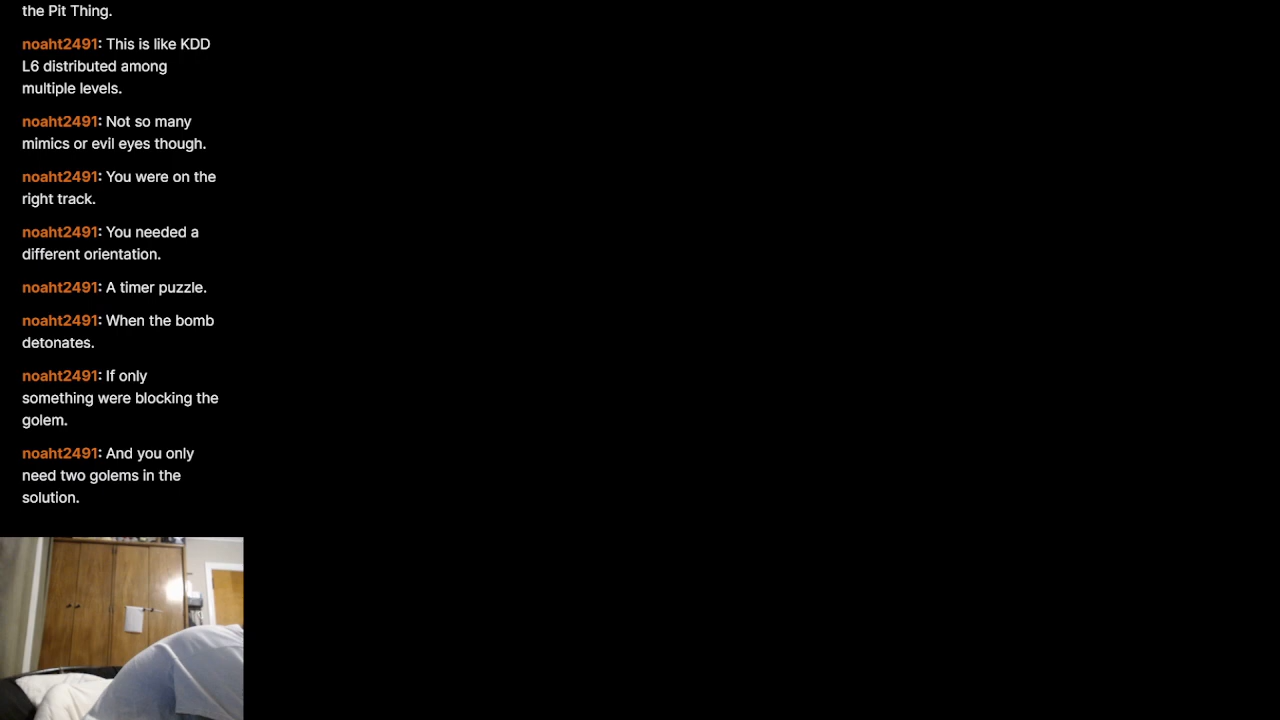 the Pit Thing.
noaht2491: This is like KDD
L6 distributed among
multiple levels.
noaht2491: Not so many
mimics or evil eyes though.
noaht2491: You were on the
right track.
noaht2491: You needed a
different orientation.
noaht2491: A timer puzzle.
noaht2491: When the bomb
detonates.
noaht2491: If only
something were blocking the
golem.
noaht2491: And you only
need two golems in the
solution.